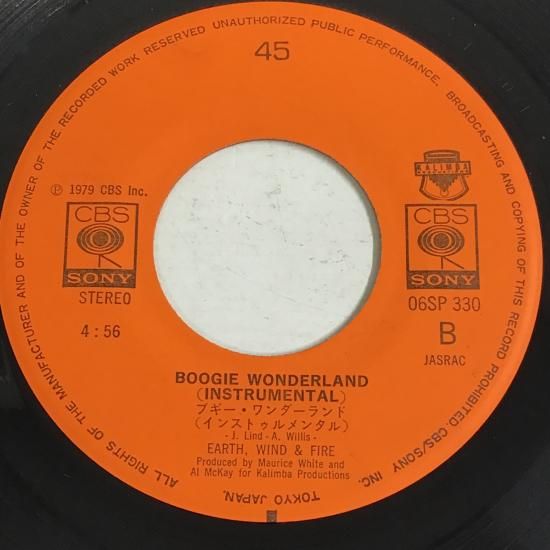 ALL RIGHTS OF THE MANUFACTURER AND OF THE OWNER OF THE RECORDED WORK RESERVED UNAUTHORIZED PUBLIC PERFORMANCE, BROADCASTING AND COPYING OF THIS RECORD PROHIBITED·CBS/SONY INC.
TOKYO JAPAN.
45
℗ 1979 CBS Inc.
KALIMBA
CBS
SONY
STEREO
4:56
CBS
SONY
06SP 330
B
JASRAC
BOOGIE WONDERLAND
(INSTRUMENTAL)
ブギー・ワンダーランド
(インストゥルメンタル)
- J. Lind - A. Willis -
EARTH, WIND & FIRE
Produced by Maurice White and
Al McKay for Kalimba Productions